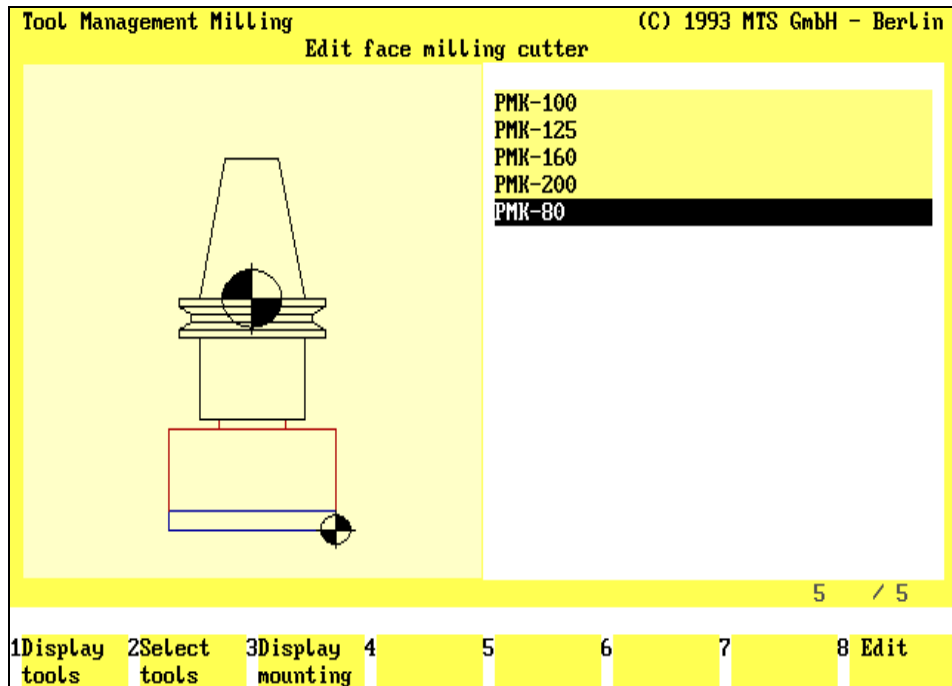 Tool Management Milling (C) 1993 MTS GmbH - Berlin
Edit face milling cutter
PMK-100
PMK-125
PMK-160
PMK-200
PMK-80
5 / 5
1Display 2Select 3Display 4 5 6 7 8 Edit
tools tools mounting